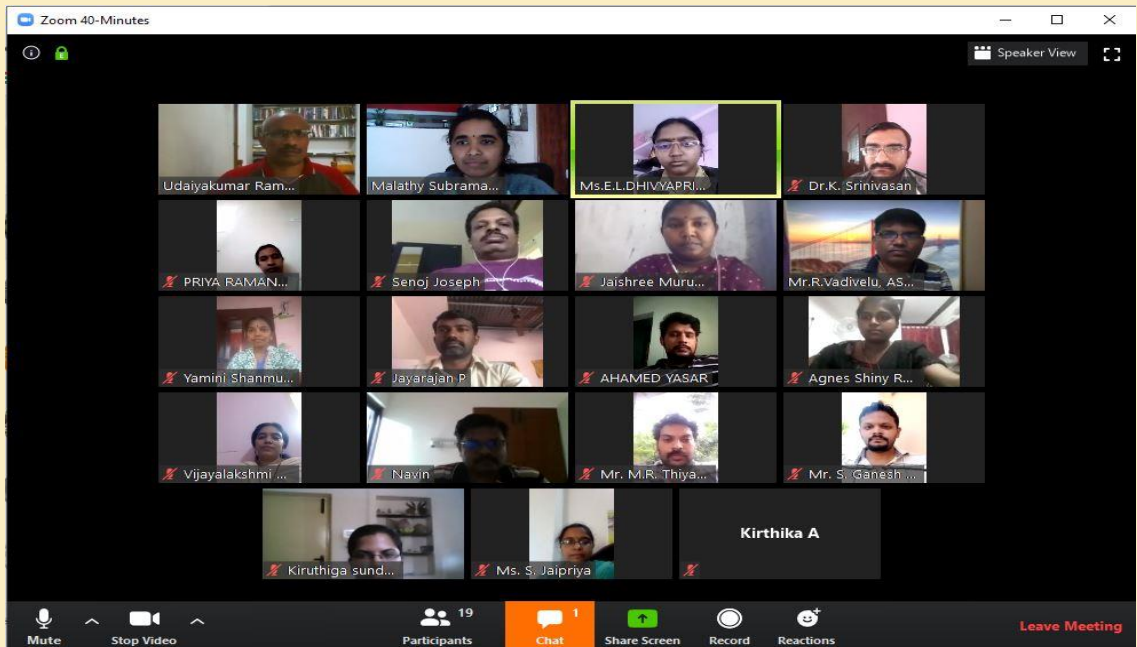 Zoom 40-Minutes
Speaker View
Udaiyakumar Ram...
Malathy Subrama...
Ms.E.L.DHIVYAPRI...
Dr.K. Srinivasan
PRIYA RAMAN...
Senoj Joseph
Jaishree Muru...
Mr.R.Vadivelu, AS...
Yamini Shanmu...
Jayarajan P
AHAMED YASAR
Agnes Shiny R...
Vijayalakshmi ...
Navin
Mr. M.R. Thiya...
Mr. S. Ganesh ...
Kiruthiga sund...
Ms. S. Jaipriya
Kirthika A
Mute
Stop Video
19
Participants
1
Chat
Share Screen
Record
Reactions
Leave Meeting